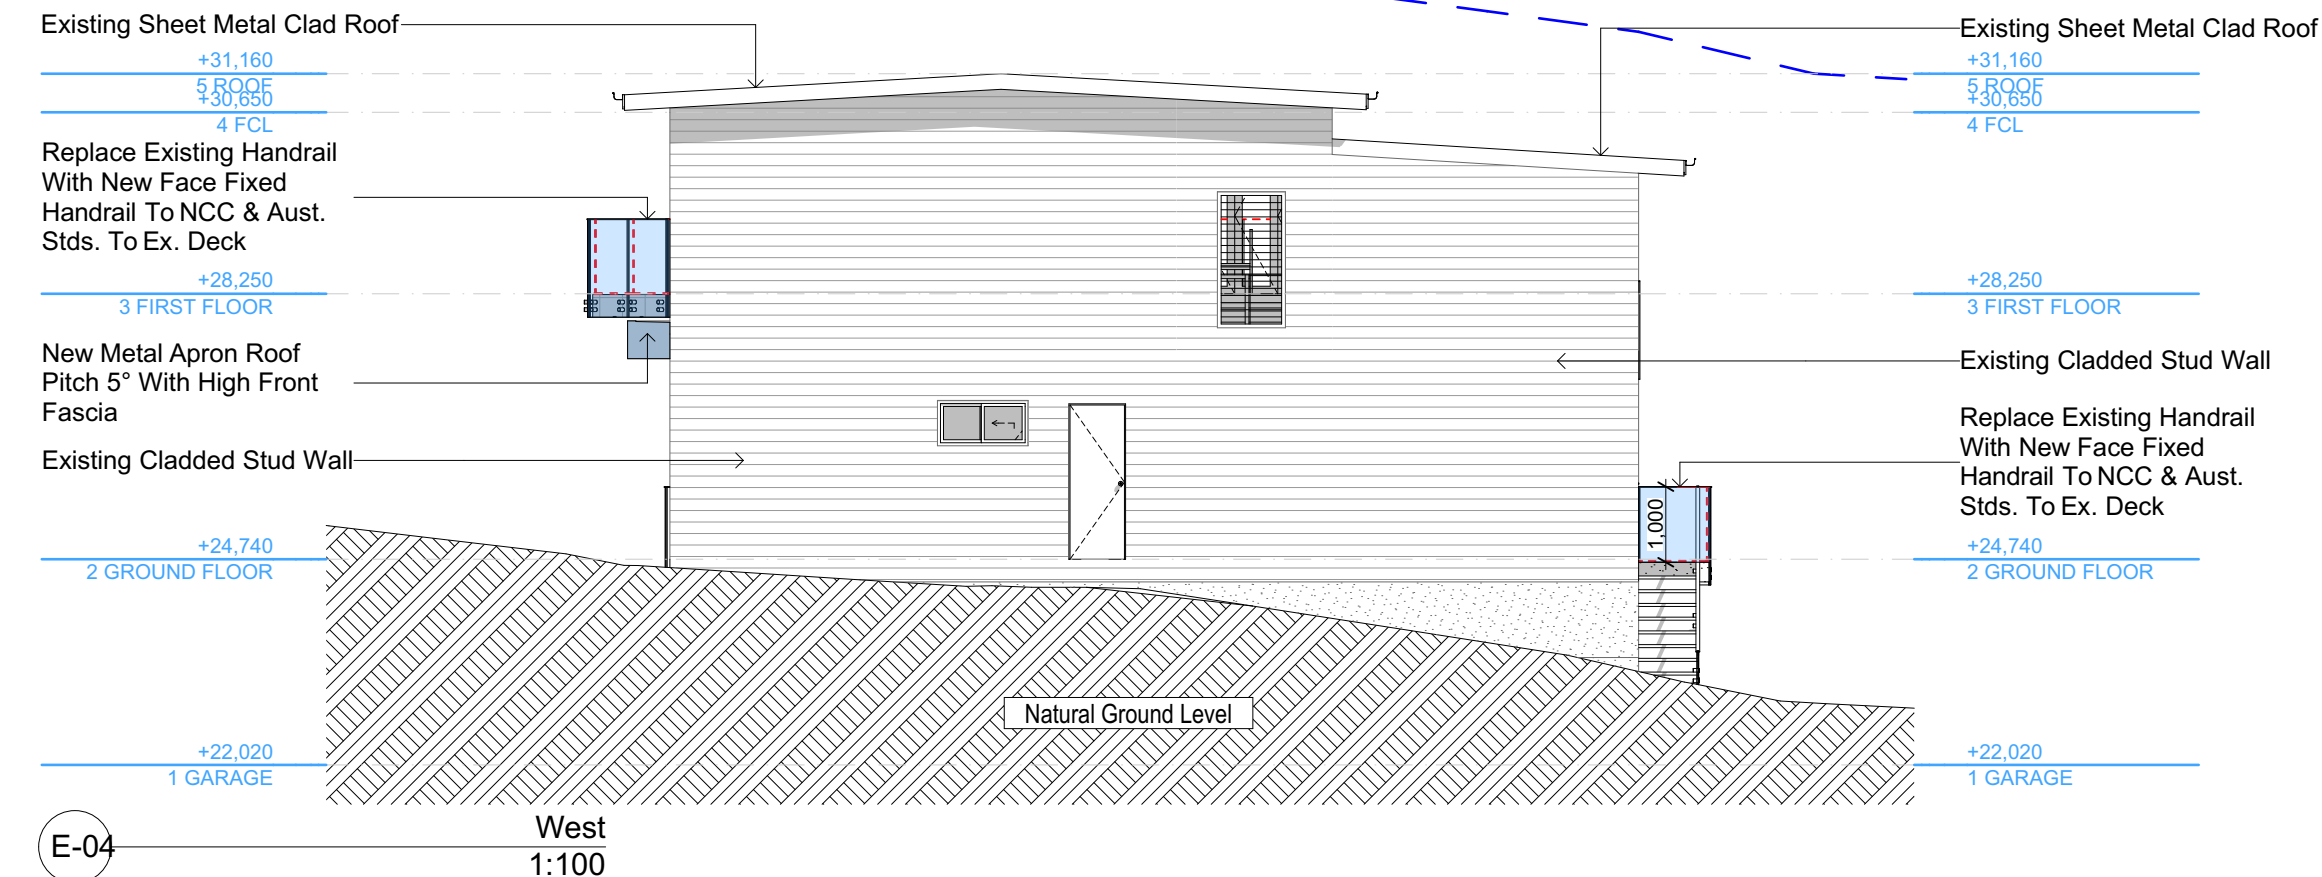 Existing Sheet Metal Clad Roof
+31,160
5 ROOF
+30,650
4 FCL
Replace Existing Handrail
With New Face Fixed
Handrail To NCC & Aust.
Stds. To Ex. Deck
+28,250
3 FIRST FLOOR
New Metal Apron Roof
Pitch 5° With High Front
Fascia
Existing Cladded Stud Wall
+24,740
2 GROUND FLOOR
+22,020
1 GARAGE
Existing Sheet Metal Clad Roof
+31,160
5 ROOF
+30,650
4 FCL
+28,250
3 FIRST FLOOR
Existing Cladded Stud Wall
Replace Existing Handrail
With New Face Fixed
Handrail To NCC & Aust.
Stds. To Ex. Deck
1,000
+24,740
2 GROUND FLOOR
+22,020
1 GARAGE
Natural Ground Level
E-04
West
1:100